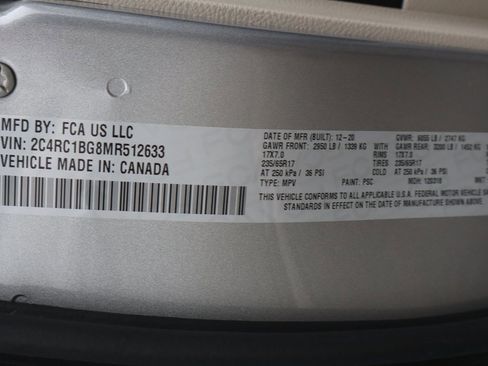 MFD BY: FCA US LLC
VIN: 2C4RC1BG8MR512633
VEHICLE MADE IN: CANADA
DATE OF MFR (BUILT): 12-20 GVWR: 6055 LB / 2747 KG
GAWR FRONT: 2950 LB / 1339 KG WITH GAWR REAR: 3200 LB / 1452 KG
17X7.0 RIMS 17X7.0
235/65R17 TIRES 235/65R17
AT 250 kPa / 36 PSI COLD AT 250 kPa / 36 PSI
TYPE: MPV PAINT: PSC MDH: 120318
THIS VEHICLE CONFORMS TO ALL APPLICABLE U.S.A. FEDERAL MOTOR VEHICLE
STANDARDS IN EFFECT ON THE DATE OF MANUFACTURE SHOWN ABOVE.